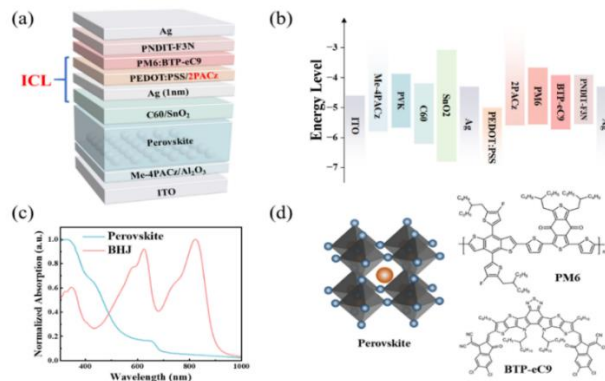 (a)
Ag
PNDIT-F3N
PM6:BTP-eC9
PEDOT:PSS/2PACz
Ag (1nm)
C60/SnO₂
Perovskite
Me-4PACz/Al₂O₃
ITO
ICL
(b)
Energy Level
-3
-4
-5
-6
-7
ITO
Me-4PACz
PVK
C60
SnO2
Ag
PEDOT:PSS
2PACz
PM6
BTP-eC9
PNDIT-F3N
(c)
Normalized Absorption (a.u.)
1.0
0.8
0.6
0.4
0.2
0.0
Perovskite
BHJ
400
600
800
1000
Wavelength (nm)
(d)
Perovskite
PM6
BTP-eC9